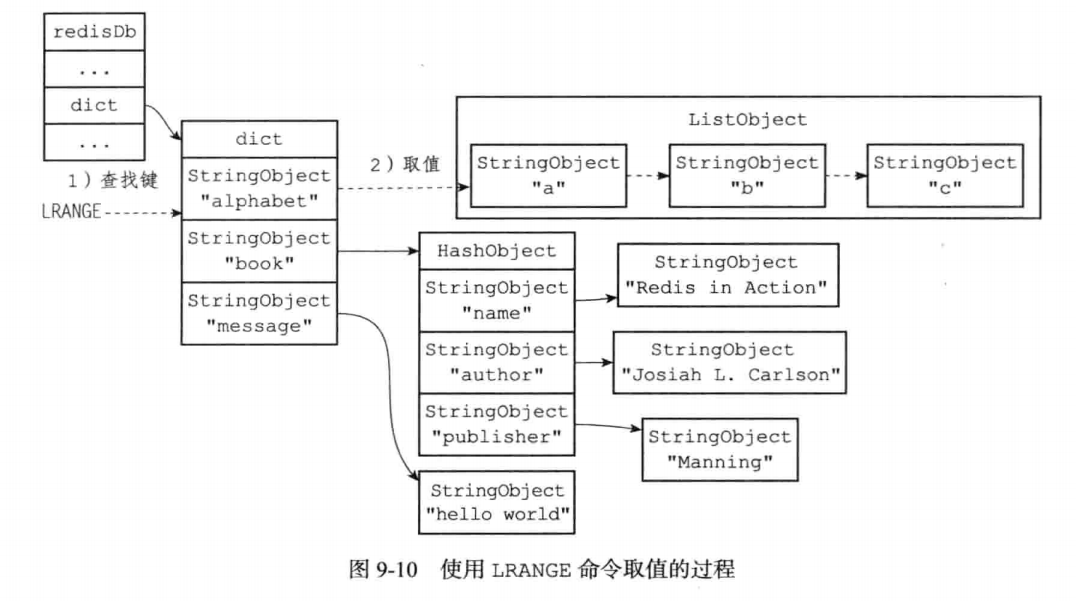 redisDb
...
dict
...
1）查找键
LRANGE
dict
StringObject
"alphabet"
StringObject
"book"
StringObject
"message"
2）取值
ListObject
StringObject
"a"
StringObject
"b"
StringObject
"c"
HashObject
StringObject
"name"
StringObject
"author"
StringObject
"publisher"
StringObject
"Redis in Action"
StringObject
"Josiah L. Carlson"
StringObject
"Manning"
StringObject
"hello world"
图 9-10 使用 LRANGE 命令取值的过程